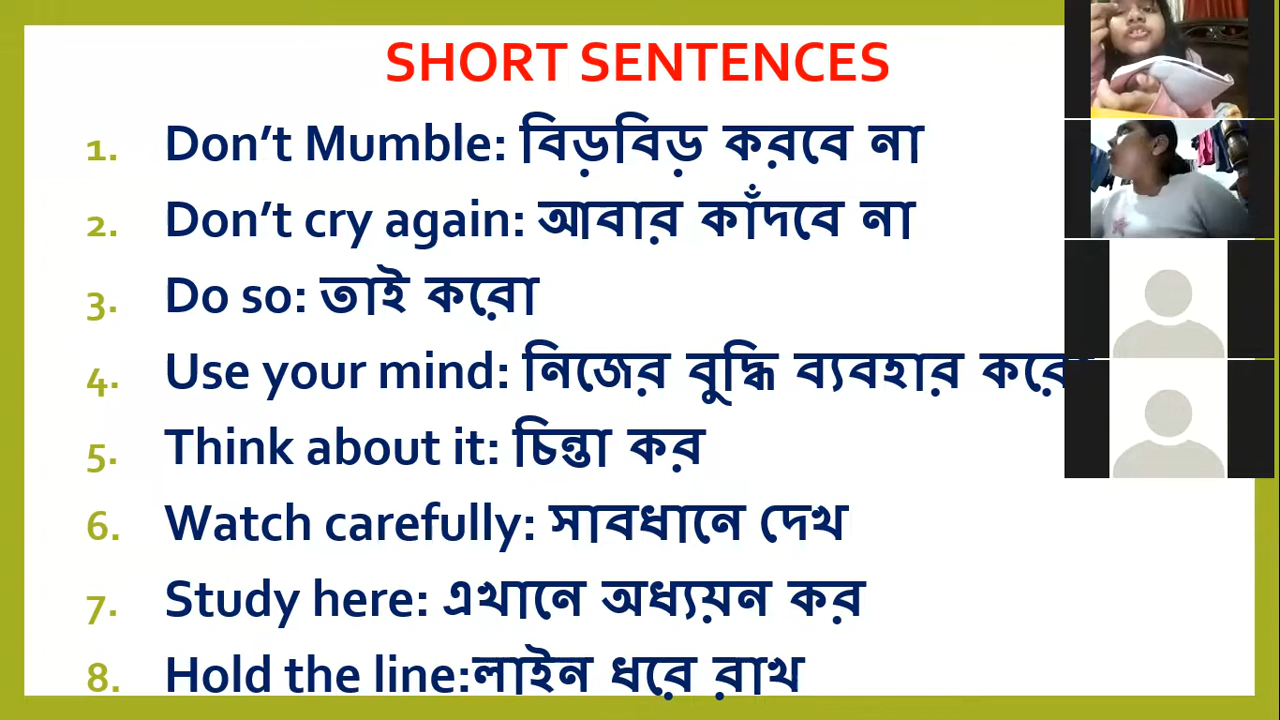 SHORT SENTENCES
1. Don't Mumble: বিড়বিড় করবে না
2. Don't cry again: আবার কাঁদবে না
3. Do so: তাই করো
4. Use your mind: নিজের বুদ্ধি ব্যবহার
5. Think about it: চিন্তা কর
6. Watch carefully: সাবধানে দেখ
7. Study here: এখানে অধ্যয়ন কর
8. Hold the line:লাইন ধরে রাখ